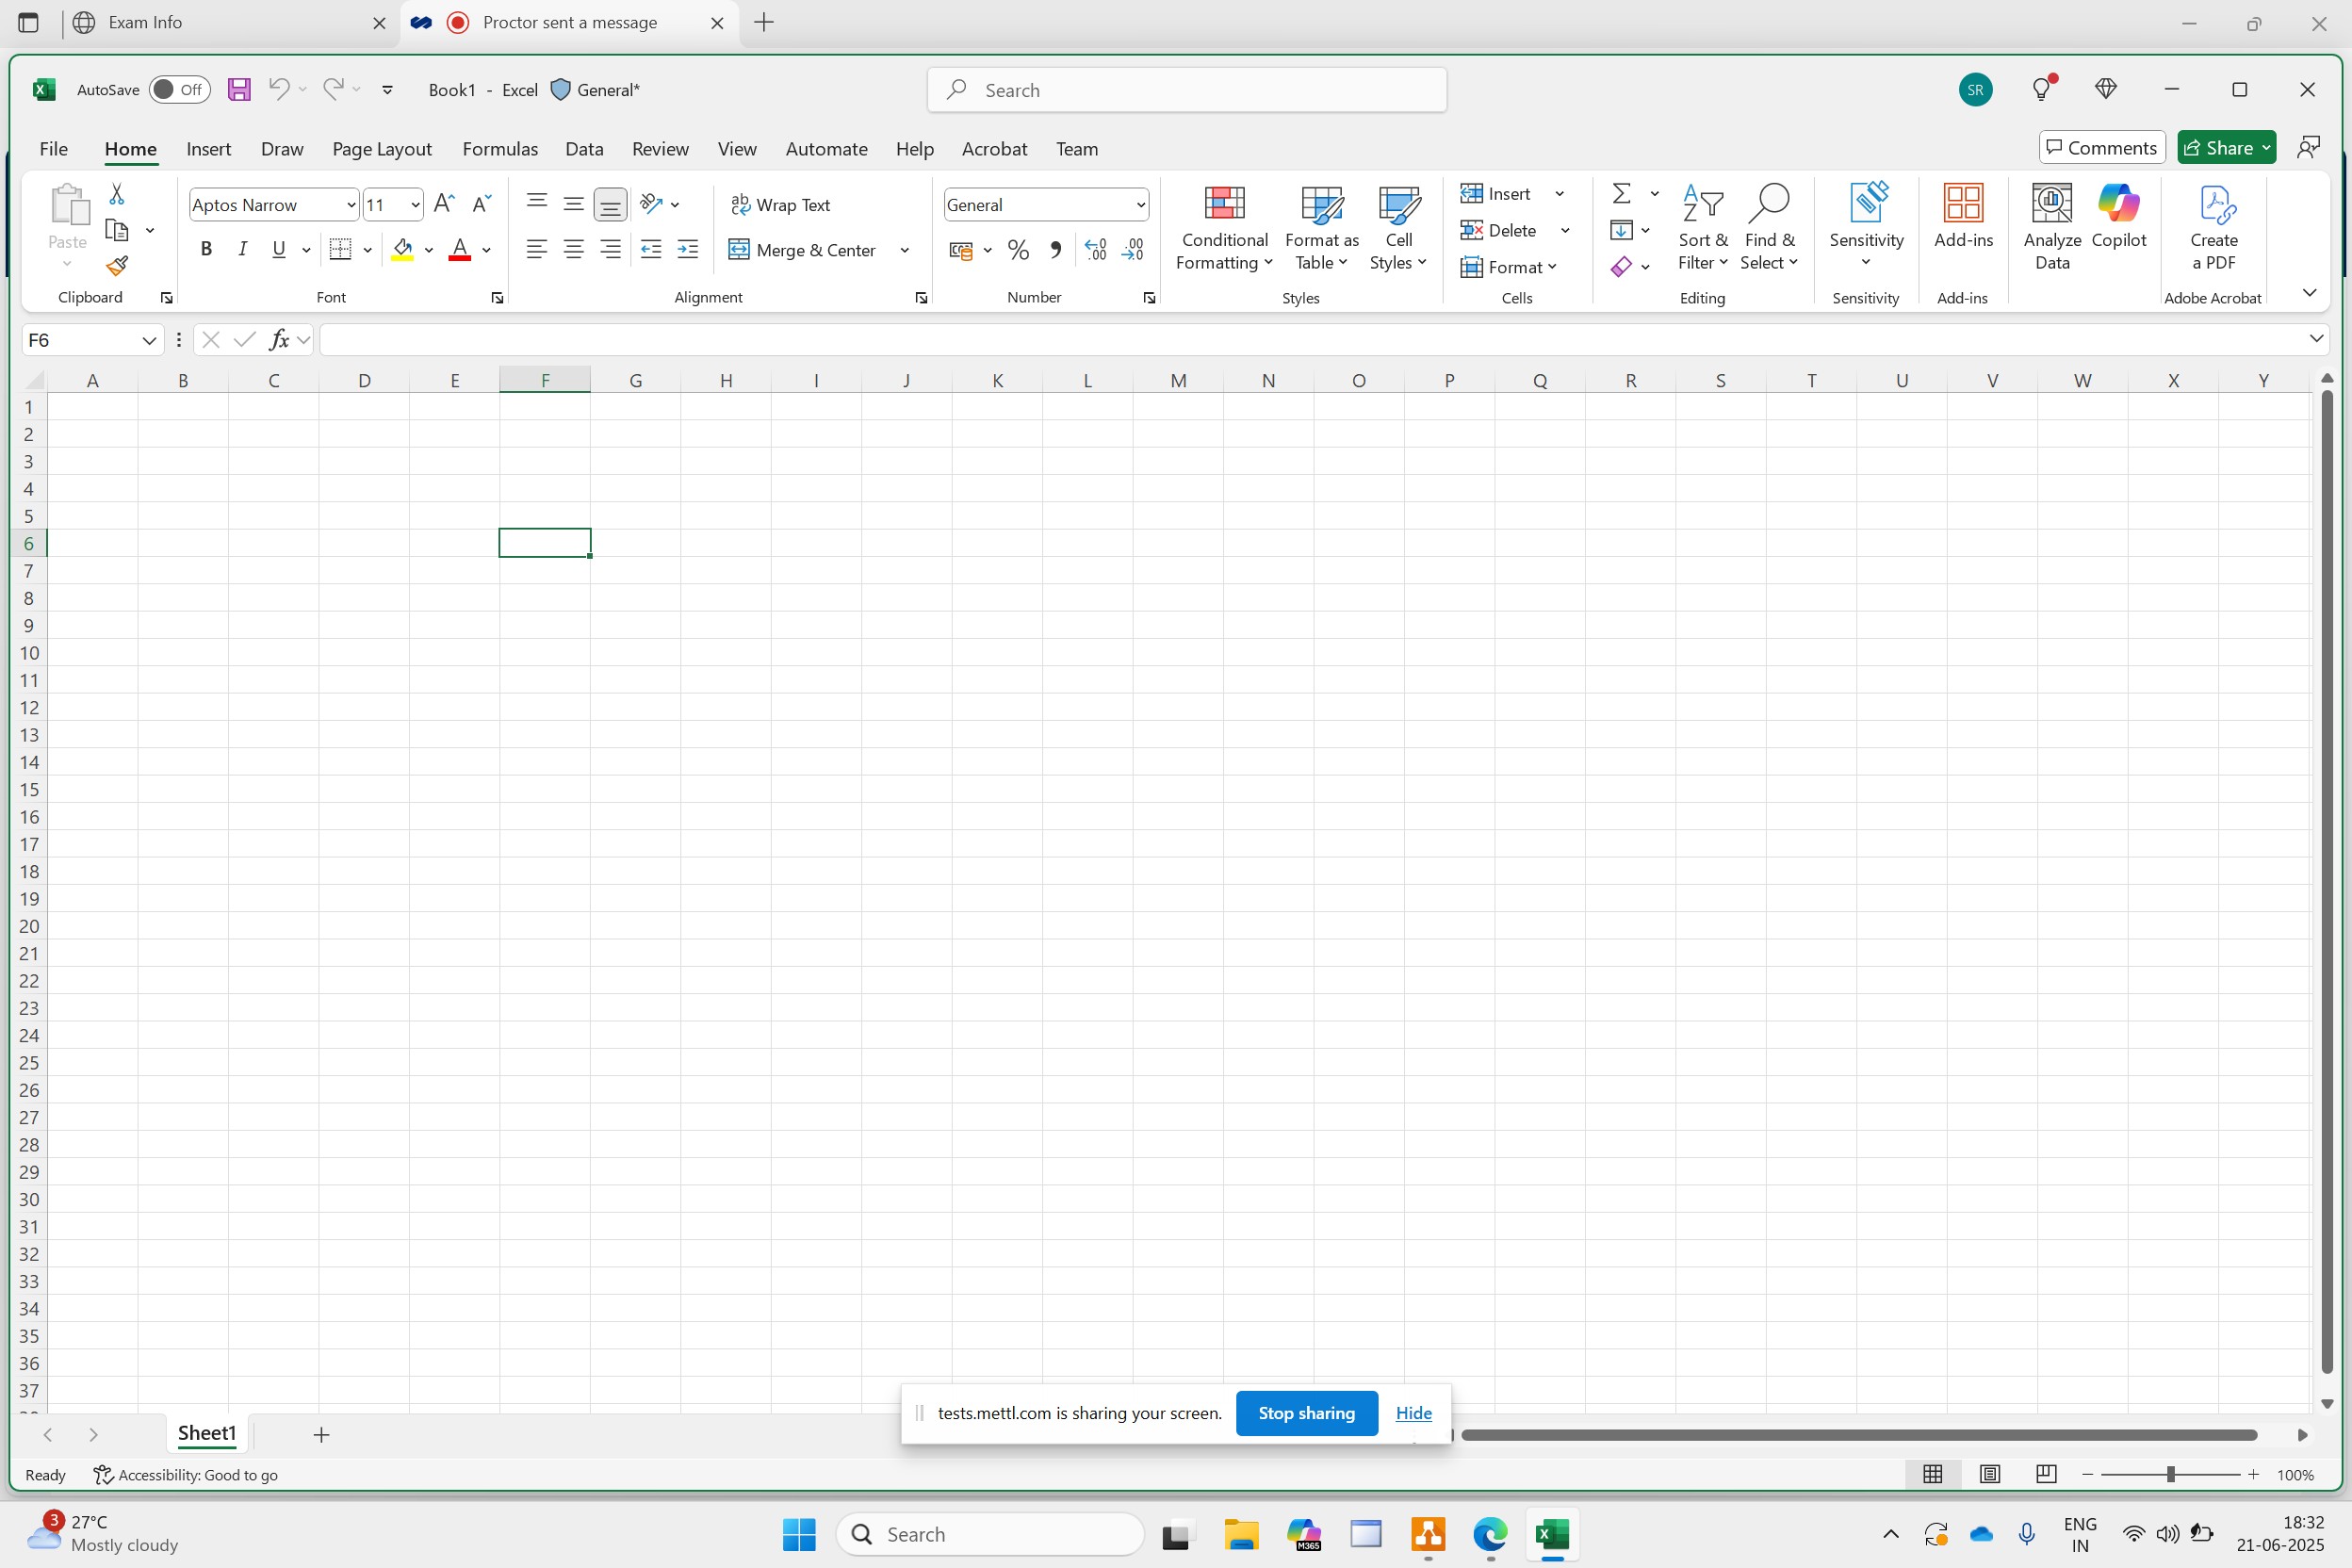 Exam Info
Proctor sent a message
AutoSave Off Book1 - Excel General* Search SR
File Home Insert Draw Page Layout Formulas Data Review View Automate Help Acrobat Team Comments Share
Paste
Clipboard
Aptos Narrow 11
B I U A
Font
ab Wrap Text
Merge & Center
Alignment
General
% 9 .00
Number
Conditional Formatting
Format as Table
Cell Styles
Styles
Insert
Delete
Format
Cells
Sort & Filter
Find & Select
Editing
Sensitivity
Sensitivity
Add-ins
Add-ins
Analyze Data
Copilot
Create a PDF
Adobe Acrobat
F6 fx
A B C D E F G H I J K L M N O P Q R S T U V W X Y
1
2
3
4
5
6
7
8
9
10
11
12
13
14
15
16
17
18
19
20
21
22
23
24
25
26
27
28
29
30
31
32
33
34
35
36
37
tests.mettl.com is sharing your screen. Stop sharing Hide
Sheet1
Ready Accessibility: Good to go 100%
3 27°C
Mostly cloudy
Search
M365
ENG
IN
18:32
21-06-2025